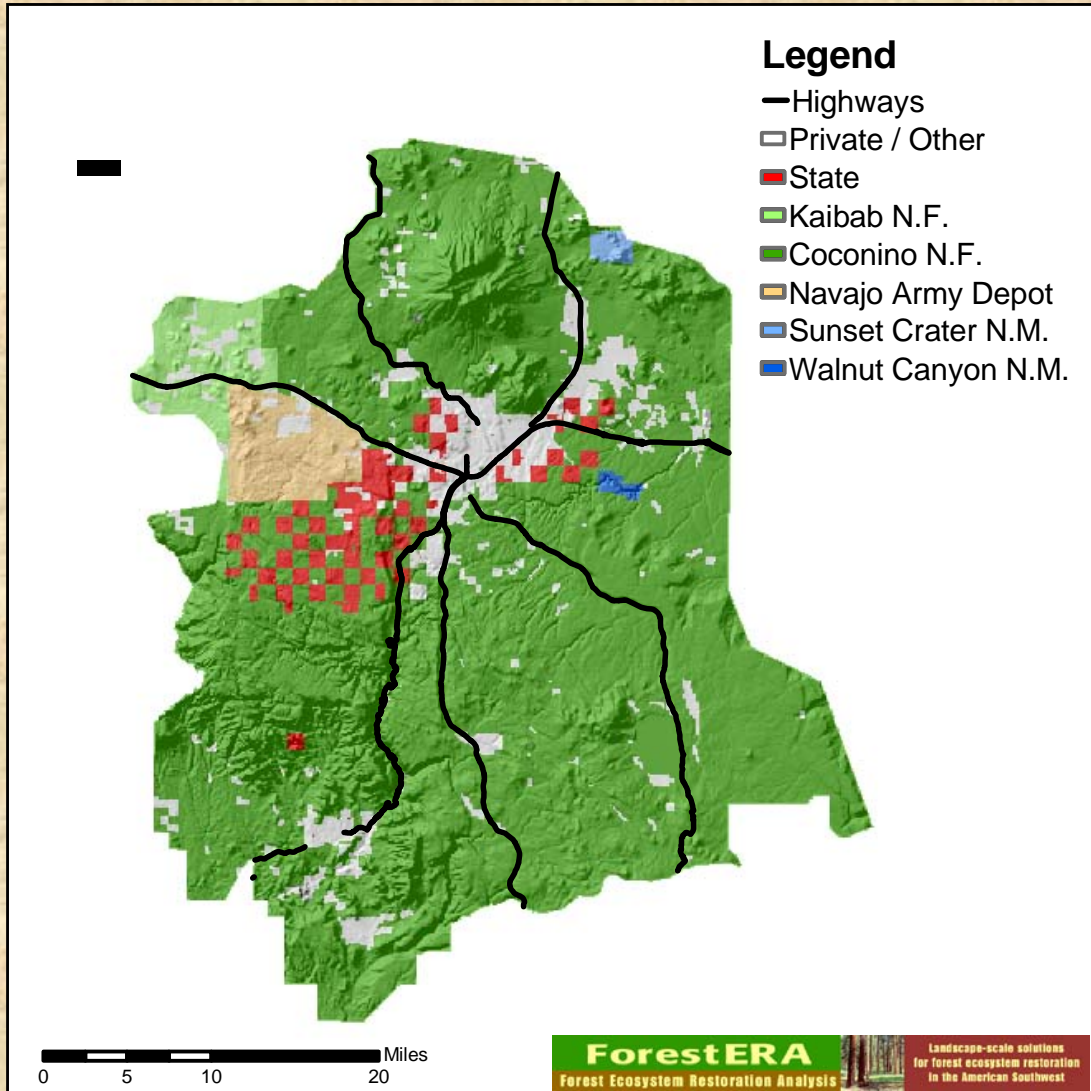 Legend
Highways
Private / Other
State
Kaibab N.F.
Coconino N.F.
Navajo Army Depot
Sunset Crater N.M.
Walnut Canyon N.M.
Miles
0 5 10 20
ForestERA
Forest Ecosystem Restoration Analysis
Landscape-scale solutions
for forest ecosystem restoration
in the American Southwest